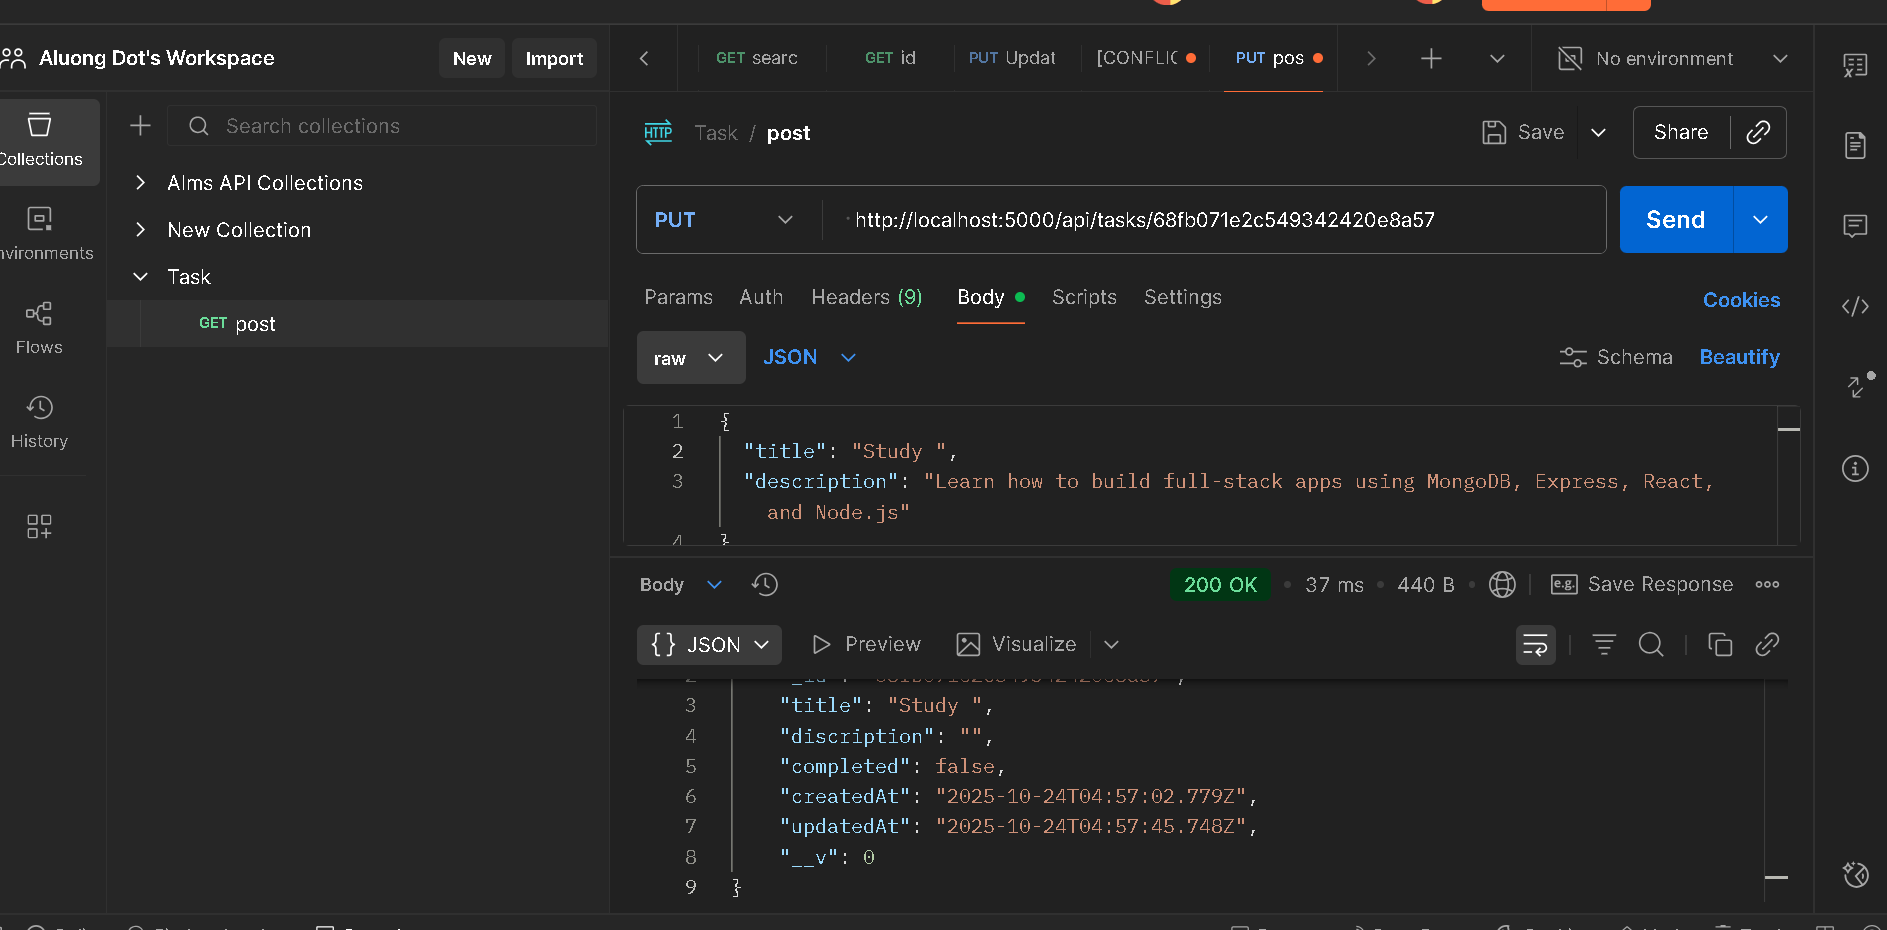 Aluong Dot's Workspace
New
Import
GET searc
GET id
PUT Updat
[CONFLIC
PUT pos
No environment
Collections
Search collections
Task / post
Save
Share
Alms API Collections
PUT
http://localhost:5000/api/tasks/68fb071e2c549342420e8a57
Send
New Collection
nvironments
Task
Params
Auth
Headers (9)
Body
Scripts
Settings
Cookies
GET post
Flows
raw
JSON
Schema
Beautify
History
1 {
2 "title": "Study ",
3 "description": "Learn how to build full-stack apps using MongoDB, Express, React,
and Node.js"
4 }
Body
200 OK
37 ms
440 B
e.g.
Save Response
{} JSON
Preview
Visualize
3 "title": "Study ",
4 "discription": "",
5 "completed": false,
6 "createdAt": "2025-10-24T04:57:02.779Z",
7 "updatedAt": "2025-10-24T04:57:45.748Z",
8 "__v": 0
9 }